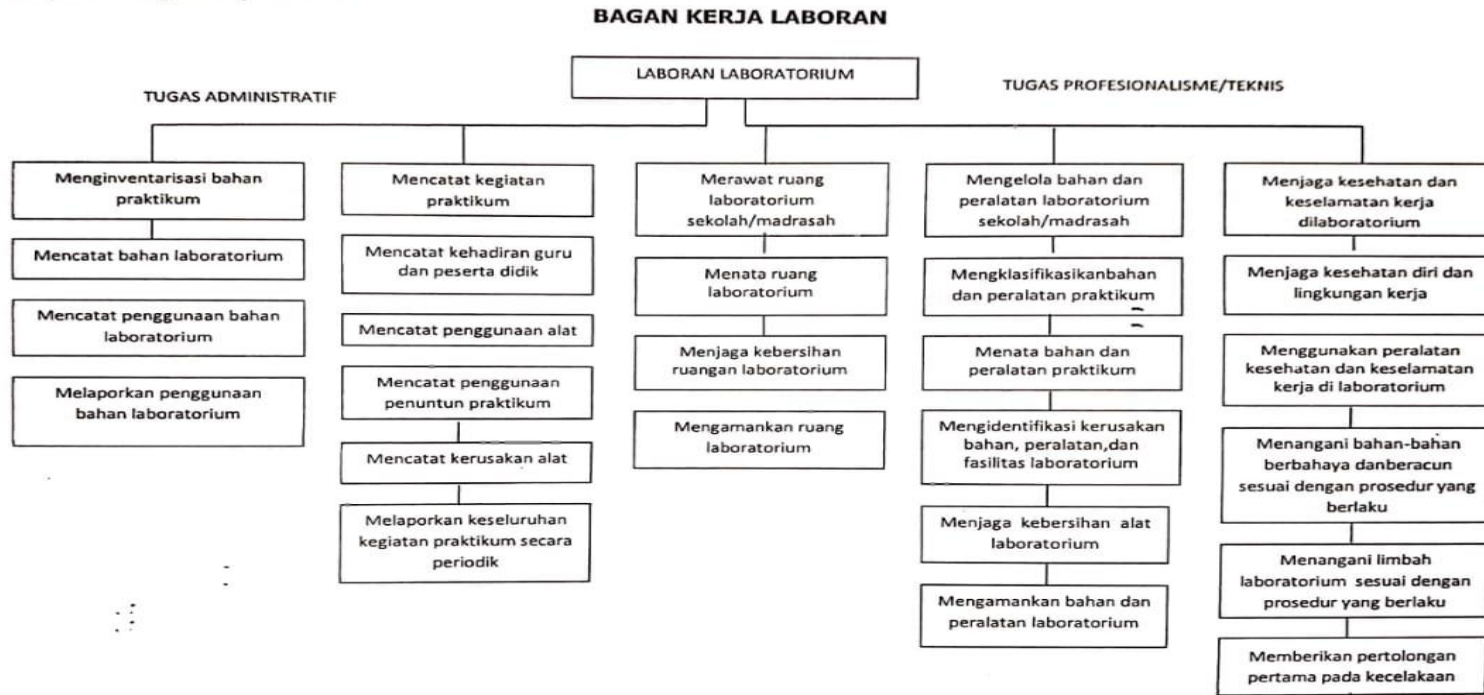 BAGAN KERJA LABORAN
LABORAN LABORATORIUM
TUGAS ADMINISTRATIF
TUGAS PROFESIONALISME/TEKNIS
Menginventarisasi bahan
praktikum
Mencatat bahan laboratorium
Mencatat penggunaan bahan
laboratorium
Melaporkan penggunaan
bahan laboratorium
Mencatat kegiatan
praktikum
Mencatat kehadiran guru
dan peserta didik
Mencatat penggunaan alat
Mencatat penggunaan
penuntun praktikum
Mencatat kerusakan alat
Melaporkan keseluruhan
kegiatan praktikum secara
periodik
Merawat ruang
laboratorium
sekolah/madrasah
Menata ruang
laboratorium
Menjaga kebersihan
ruangan laboratorium
Mengamankan ruang
laboratorium
Mengelola bahan dan
peralatan laboratorium
sekolah/madrasah
Mengklasifikasikanbahan
dan peralatan praktikum
Menata bahan dan
peralatan praktikum
Mengidentifikasi kerusakan
bahan, peralatan,dan
fasilitas laboratorium
Menjaga kebersihan alat
laboratorium
Mengamankan bahan dan
peralatan laboratorium
Menjaga kesehatan dan
keselamatan kerja
dilaboratorium
Menjaga kesehatan diri dan
lingkungan kerja
Menggunakan peralatan
kesehatan dan keselamatan
kerja di laboratorium
Menangani bahan-bahan
berbahaya danberacun
sesuai dengan prosedur yang
berlaku
Menangani limbah
laboratorium sesuai dengan
prosedur yang berlaku
Memberikan pertolongan
pertama pada kecelakaan